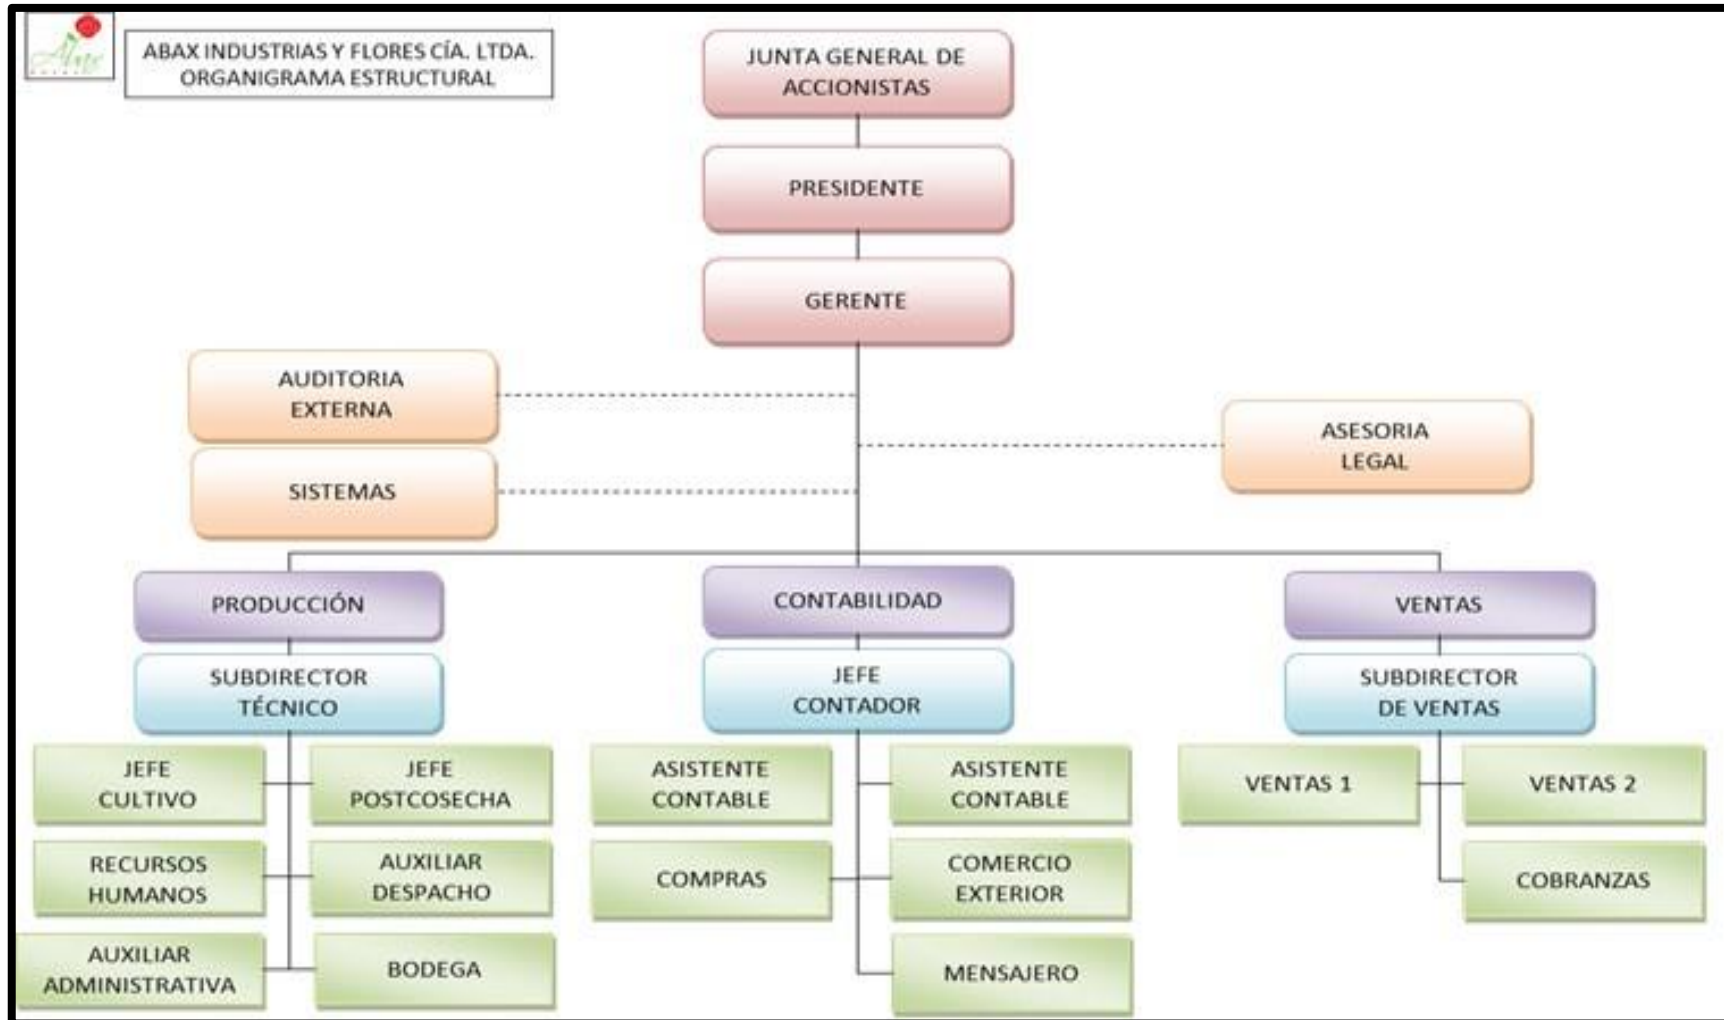 ABAX INDUSTRIAS Y FLORES CÍA. LTDA.
ORGANIGRAMA ESTRUCTURAL
JUNTA GENERAL DE
ACCIONISTAS
PRESIDENTE
GERENTE
AUDITORIA
EXTERNA
ASESORIA
LEGAL
SISTEMAS
PRODUCCIÓN
CONTABILIDAD
VENTAS
SUBDIRECTOR
TÉCNICO
JEFE
CONTADOR
SUBDIRECTOR
DE VENTAS
JEFE
CULTIVO
JEFE
POSTCOSECHA
ASISTENTE
CONTABLE
ASISTENTE
CONTABLE
VENTAS 1
VENTAS 2
RECURSOS
HUMANOS
AUXILIAR
DESPACHO
COMPRAS
COMERCIO
EXTERIOR
COBRANZAS
AUXILIAR
ADMINISTRATIVA
BODEGA
MENSAJERO